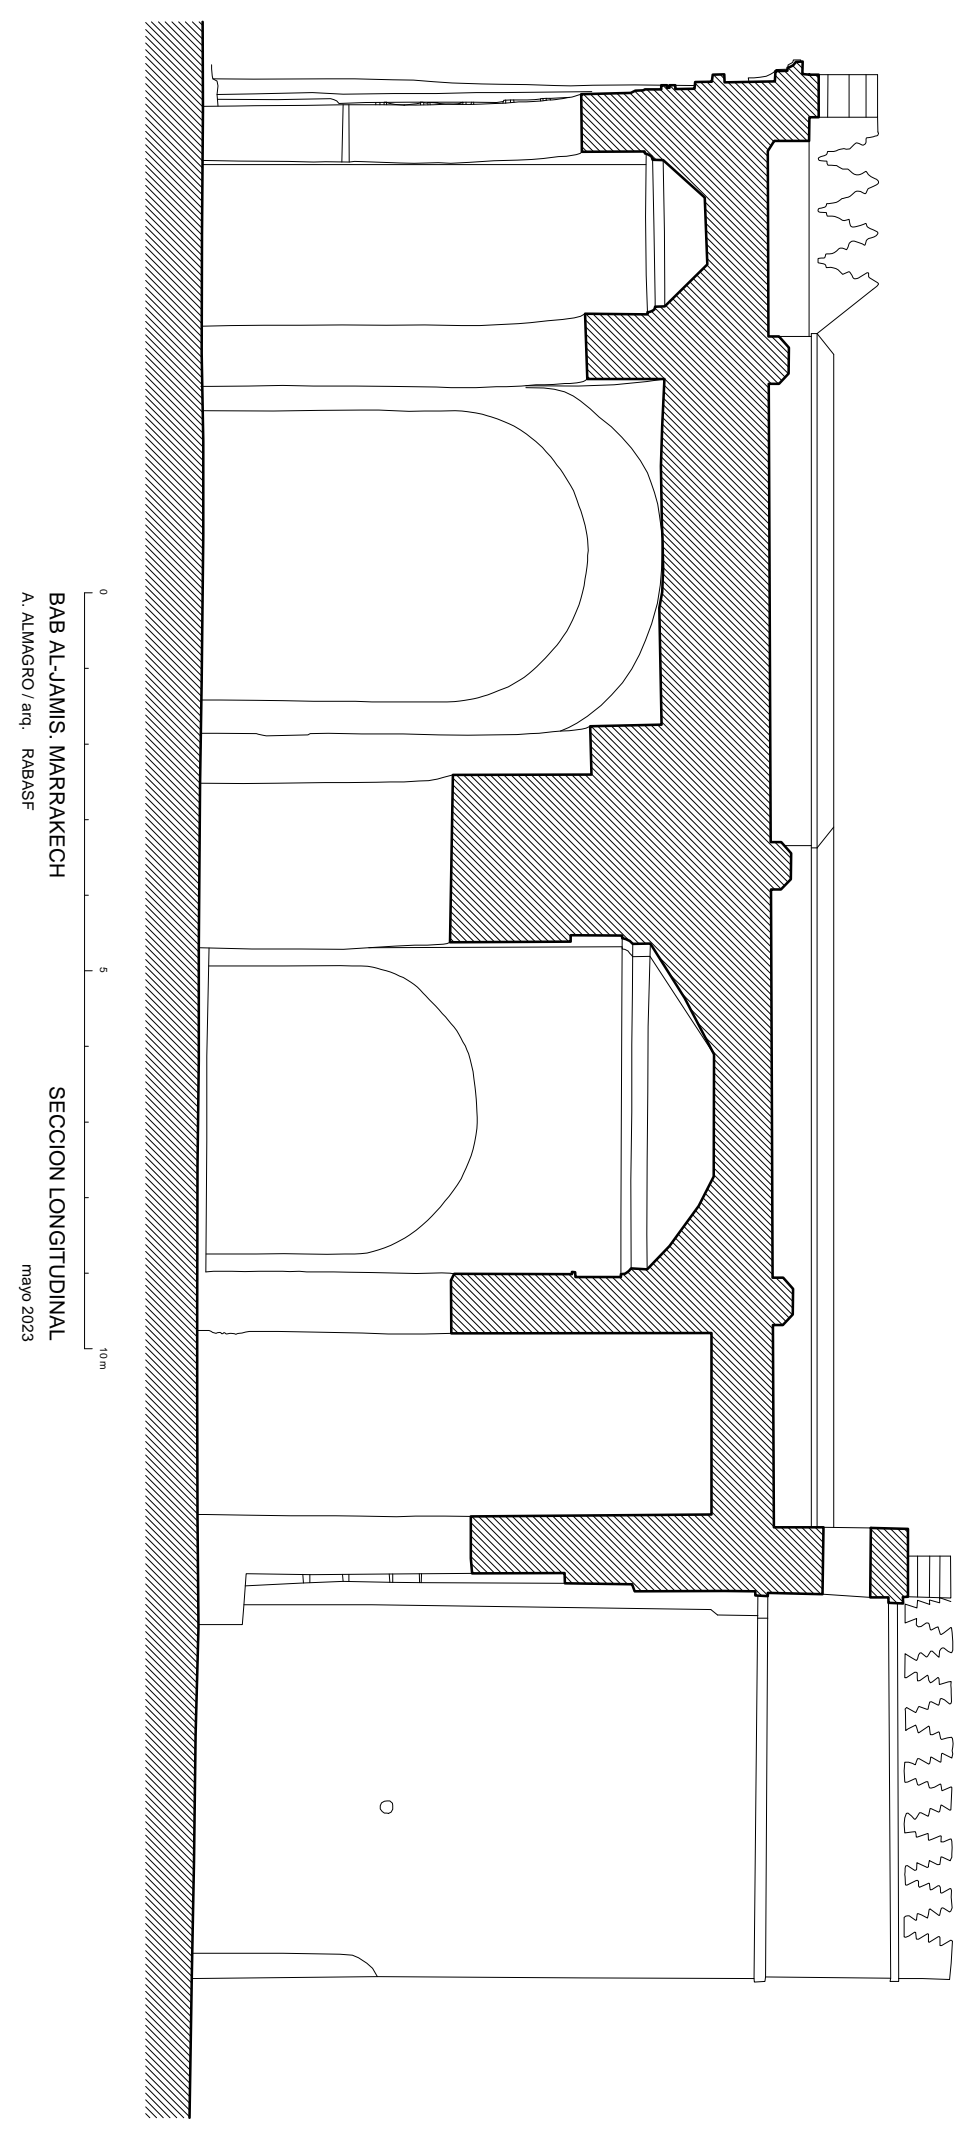 0
5
10 m
BAB AL-JAMIS. MARRAKECH SECCION LONGITUDINAL
A. ALMAGRO / arq. RABASF mayo 2023